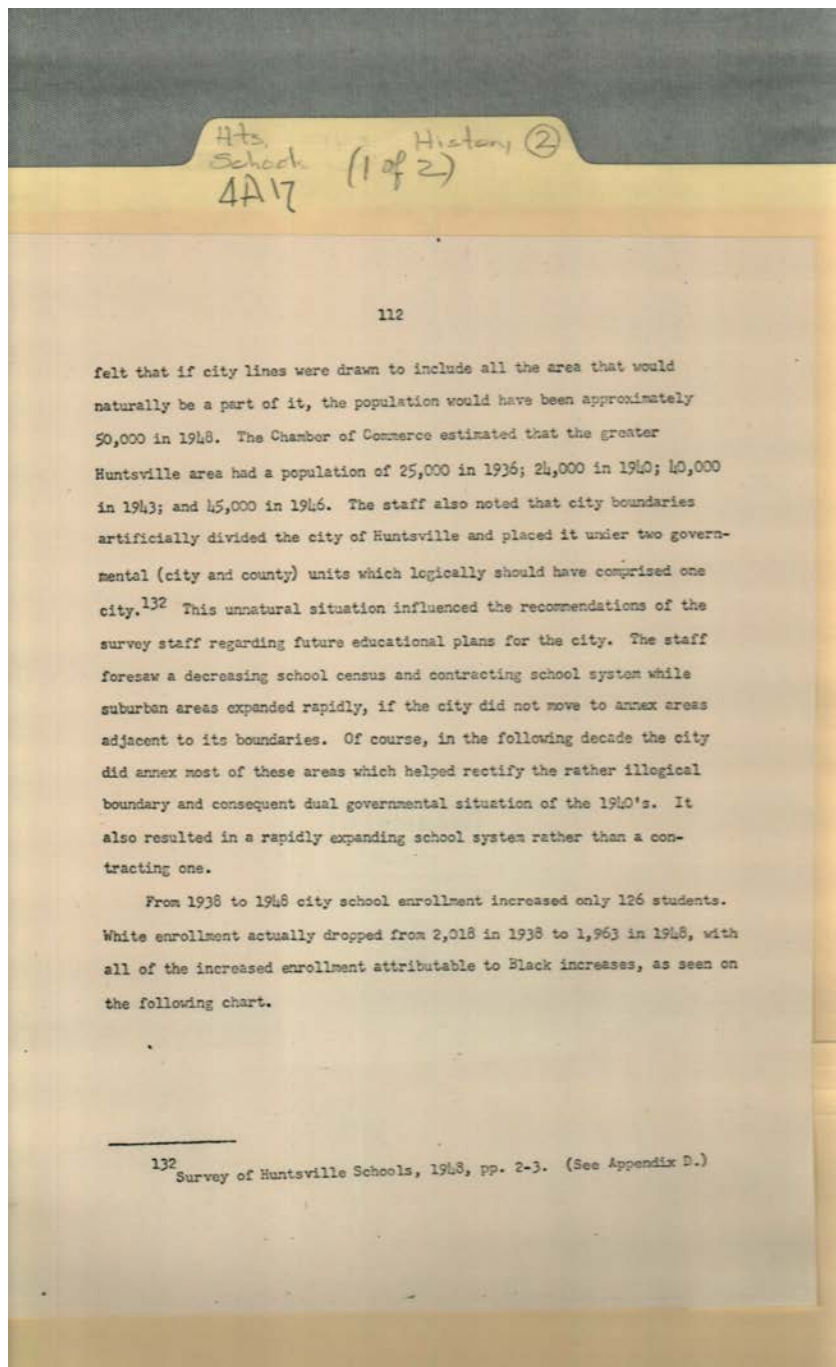 Hts. History ②
School (1 of 2)
4A17
112
felt that if city lines were drawn to include all the area that would
naturally be a part of it, the population would have been approximately
50,000 in 1948. The Chamber of Commerce estimated that the greater
Huntsville area had a population of 25,000 in 1936; 24,000 in 1940; 40,000
in 1943; and 45,000 in 1946. The staff also noted that city boundaries
artificially divided the city of Huntsville and placed it under two govern-
mental (city and county) units which logically should have comprised one
city.132 This unnatural situation influenced the recommendations of the
survey staff regarding future educational plans for the city. The staff
foresaw a decreasing school census and contracting school system while
suburban areas expanded rapidly, if the city did not move to annex areas
adjacent to its boundaries. Of course, in the following decade the city
did annex most of these areas which helped rectify the rather illogical
boundary and consequent dual governmental situation of the 1940's. It
also resulted in a rapidly expanding school system rather than a con-
tracting one.
From 1938 to 1948 city school enrollment increased only 126 students.
White enrollment actually dropped from 2,018 in 1938 to 1,963 in 1948, with
all of the increased enrollment attributable to Black increases, as seen on
the following chart.
132
Survey of Huntsville Schools, 1948, pp. 2-3. (See Appendix D.)